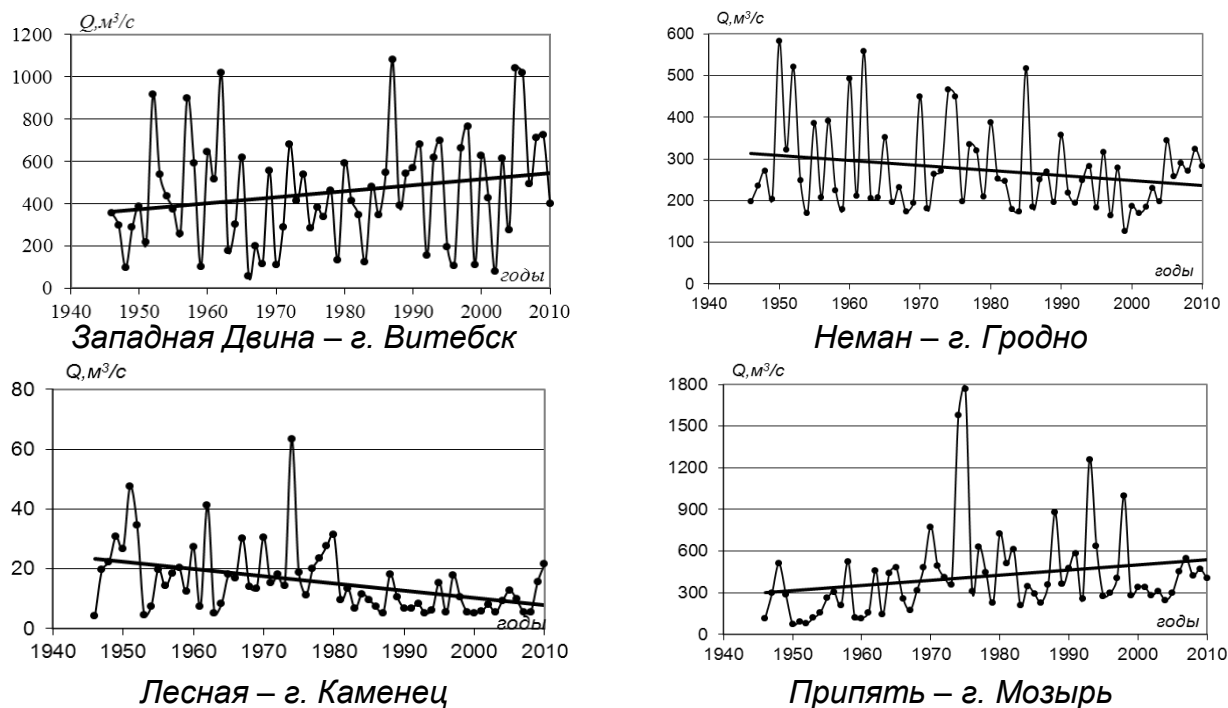 Q,м³/с
1200
1000
800
600
400
200
0
годы
1940 1950 1960 1970 1980 1990 2000 2010
Западная Двина – г. Витебск
Q,м³/с
600
500
400
300
200
100
0
годы
1940 1950 1960 1970 1980 1990 2000 2010
Неман – г. Гродно
Q,м³/с
80
60
40
20
0
годы
1940 1950 1960 1970 1980 1990 2000 2010
Лесная – г. Каменец
Q,м³/с
1800
1500
1200
900
600
300
0
годы
1940 1950 1960 1970 1980 1990 2000 2010
Припять – г. Мозырь